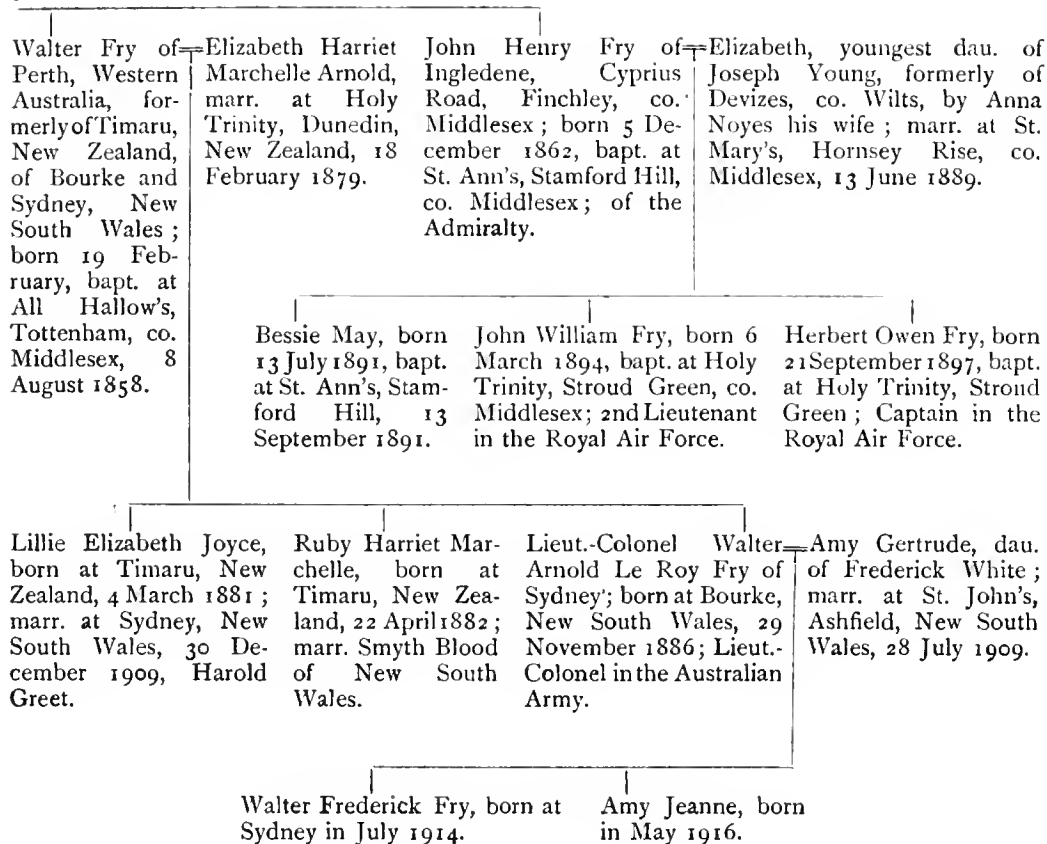 Walter Fry of
Perth, Western
Australia, for-
merly of Timaru,
New Zealand,
of Bourke and
Sydney, New
South Wales ;
born 19 Feb-
ruary, bapt. at
All Hallow's,
Tottenham, co.
Middlesex, 8
August 1858.
Elizabeth Harriet
Marchelle Arnold,
marr. at Holy
Trinity, Dunedin,
New Zealand, 18
February 1879.
John Henry Fry of
Ingledene, Cyprius
Road, Finchley, co.
Middlesex ; born 5 De-
cember 1862, bapt. at
St. Ann's, Stamford Hill,
co. Middlesex ; of the
Admiralty.
Elizabeth, youngest dau. of
Joseph Young, formerly of
Devizes, co. Wilts, by Anna
Noyes his wife ; marr. at St.
Mary's, Hornsey Rise, co.
Middlesex, 13 June 1889.
Bessie May, born
13 July 1891, bapt.
at St. Ann's, Stam-
ford Hill, 13
September 1891.
John William Fry, born 6
March 1894, bapt. at Holy
Trinity, Stroud Green, co.
Middlesex; 2nd Lieutenant
in the Royal Air Force.
Herbert Owen Fry, born
21 September 1897, bapt.
at Holy Trinity, Stroud
Green ; Captain in the
Royal Air Force.
Lillie Elizabeth Joyce,
born at Timaru, New
Zealand, 4 March 1881 ;
marr. at Sydney, New
South Wales, 30 De-
cember 1909, Harold
Greet.
Ruby Harriet Mar-
chelle, born at
Timaru, New Zea-
land, 22 April 1882 ;
marr. Smyth Blood
of New South
Wales.
Lieut.-Colonel Walter
Arnold Le Roy Fry of
Sydney; born at Bourke,
New South Wales, 29
November 1886; Lieut.-
Colonel in the Australian
Army.
Amy Gertrude, dau.
of Frederick White ;
marr. at St. John's,
Ashfield, New South
Wales, 28 July 1909.
Walter Frederick Fry, born at
Sydney in July 1914.
Amy Jeanne, born
in May 1916.